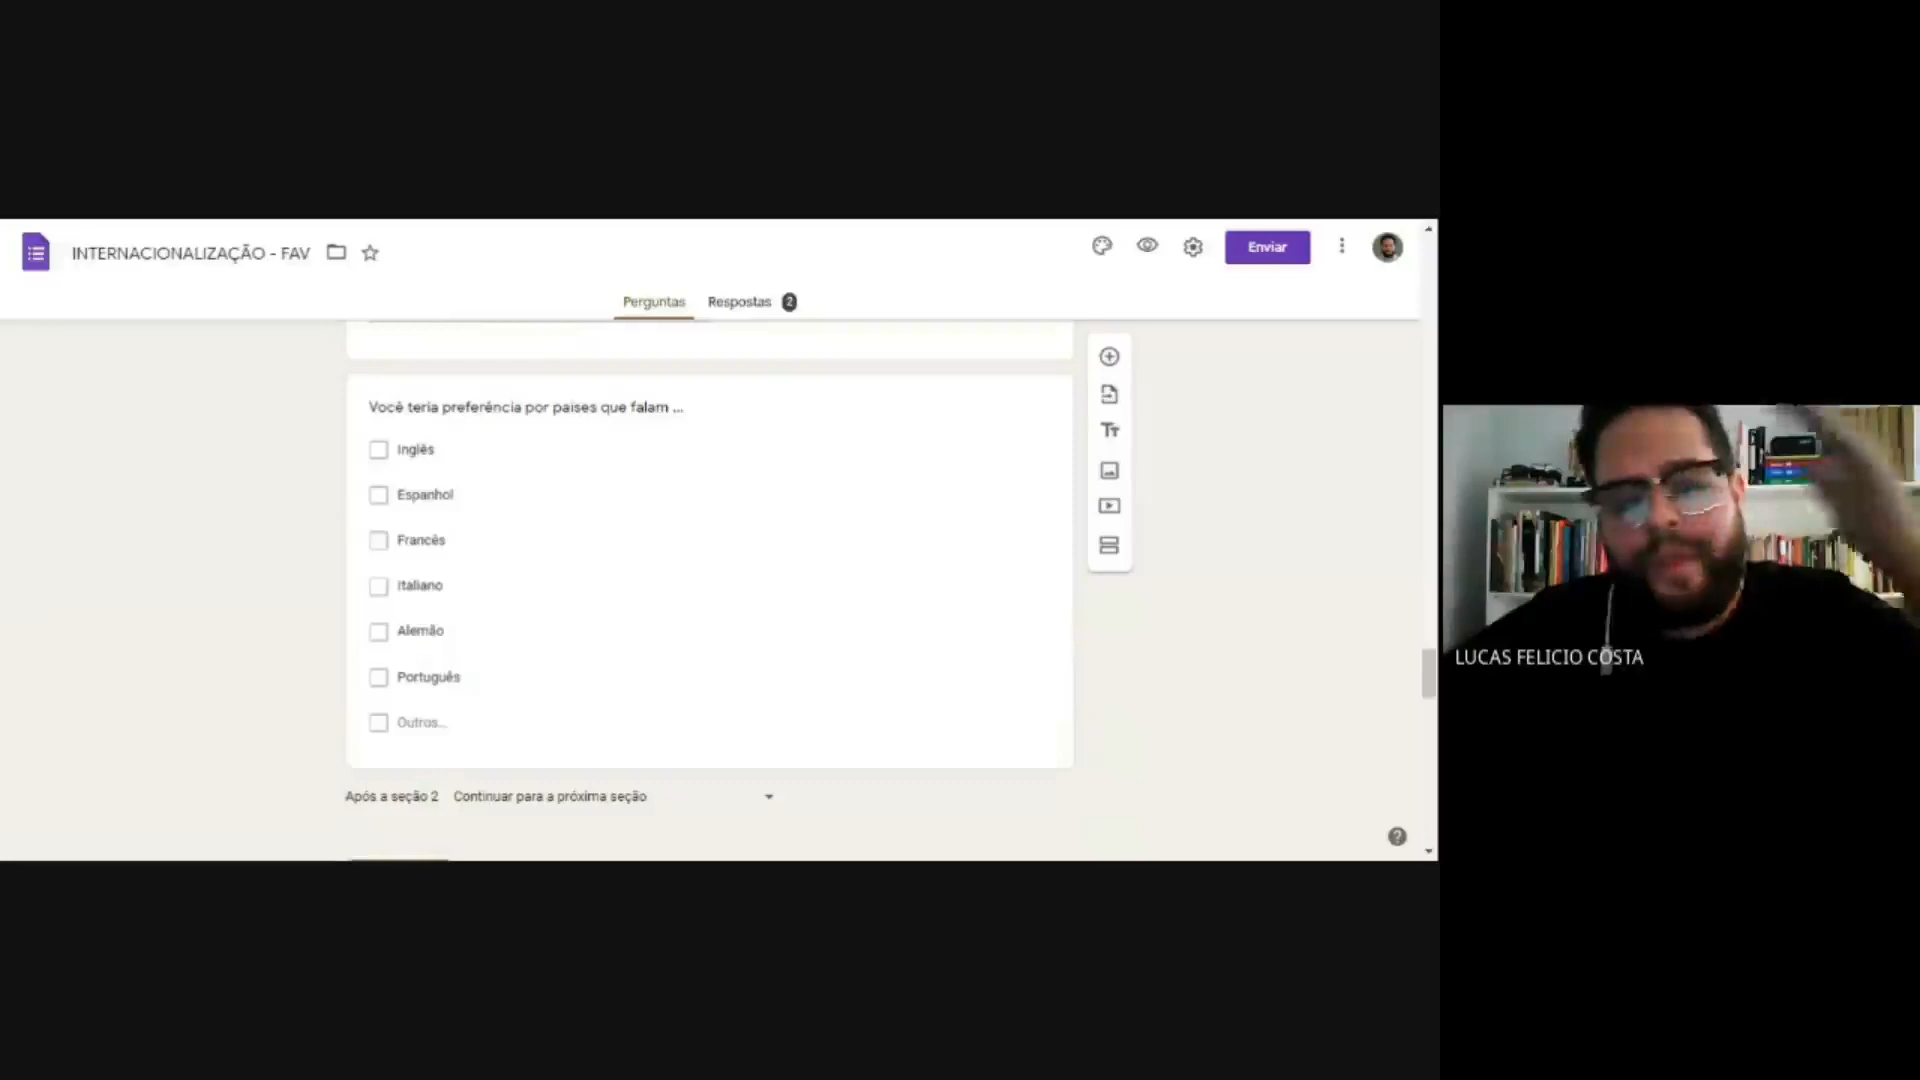 INTERNACIONALIZAÇÃO - FAV
Enviar
Perguntas
Respostas 2
Você teria preferência por países que falam ...
Inglês
Espanhol
Francês
Italiano
Alemão
Português
Outros...
Após a seção 2 Continuar para a próxima seção
LUCAS FELICIO COSTA